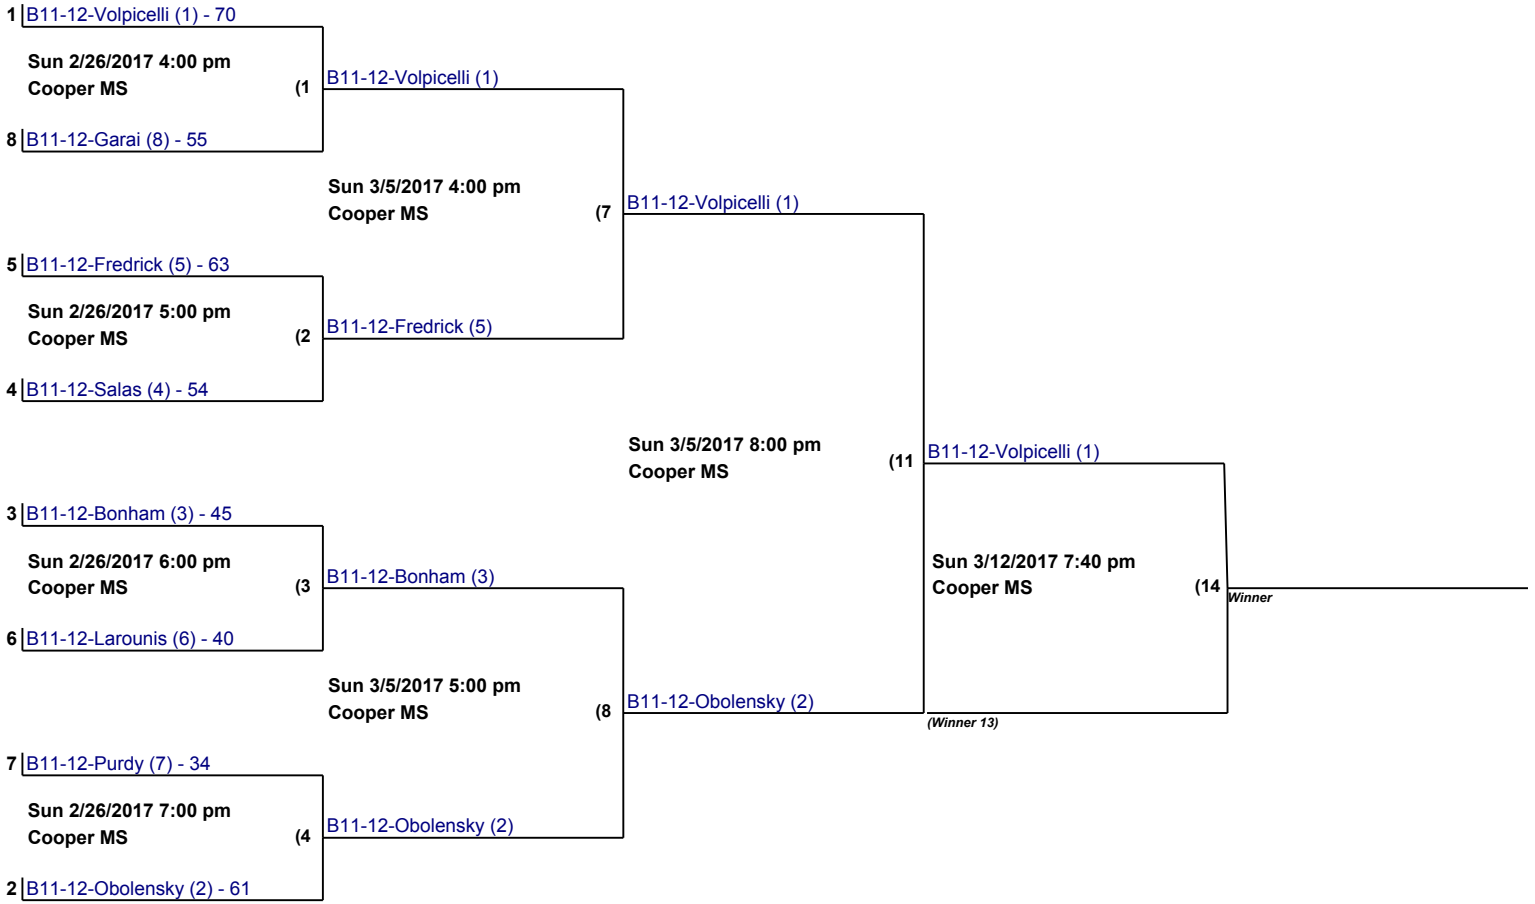 1 B11-12-Volpicelli (1) - 70
Sun 2/26/2017 4:00 pm
Cooper MS (1
B11-12-Volpicelli (1)
8 B11-12-Garai (8) - 55
Sun 3/5/2017 4:00 pm
Cooper MS (7
B11-12-Volpicelli (1)
5 B11-12-Fredrick (5) - 63
Sun 2/26/2017 5:00 pm
Cooper MS (2
B11-12-Fredrick (5)
4 B11-12-Salas (4) - 54
Sun 3/5/2017 8:00 pm
Cooper MS (11
B11-12-Volpicelli (1)
3 B11-12-Bonham (3) - 45
Sun 2/26/2017 6:00 pm
Cooper MS (3
B11-12-Bonham (3)
Sun 3/12/2017 7:40 pm
Cooper MS (14
Winner
6 B11-12-Larounis (6) - 40
Sun 3/5/2017 5:00 pm
Cooper MS (8
B11-12-Obolensky (2)
(Winner 13)
7 B11-12-Purdy (7) - 34
Sun 2/26/2017 7:00 pm
Cooper MS (4
B11-12-Obolensky (2)
2 B11-12-Obolensky (2) - 61